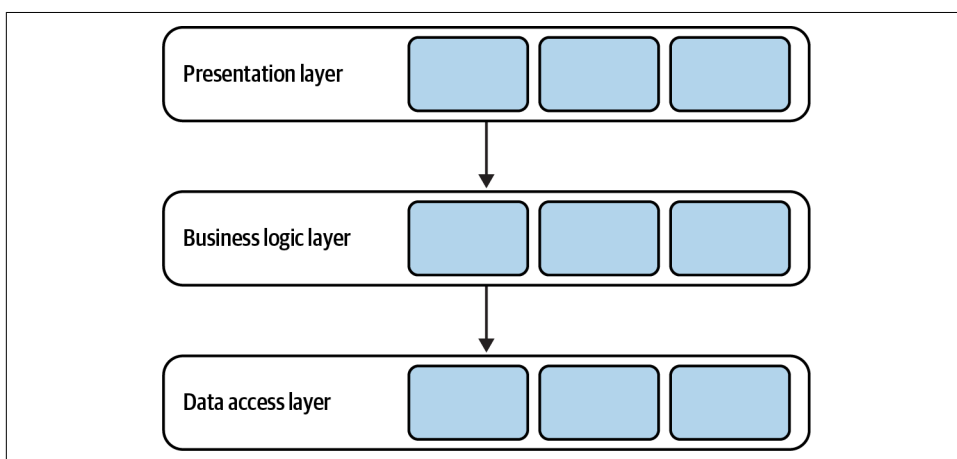 Presentation layer
Business logic layer
Data access layer